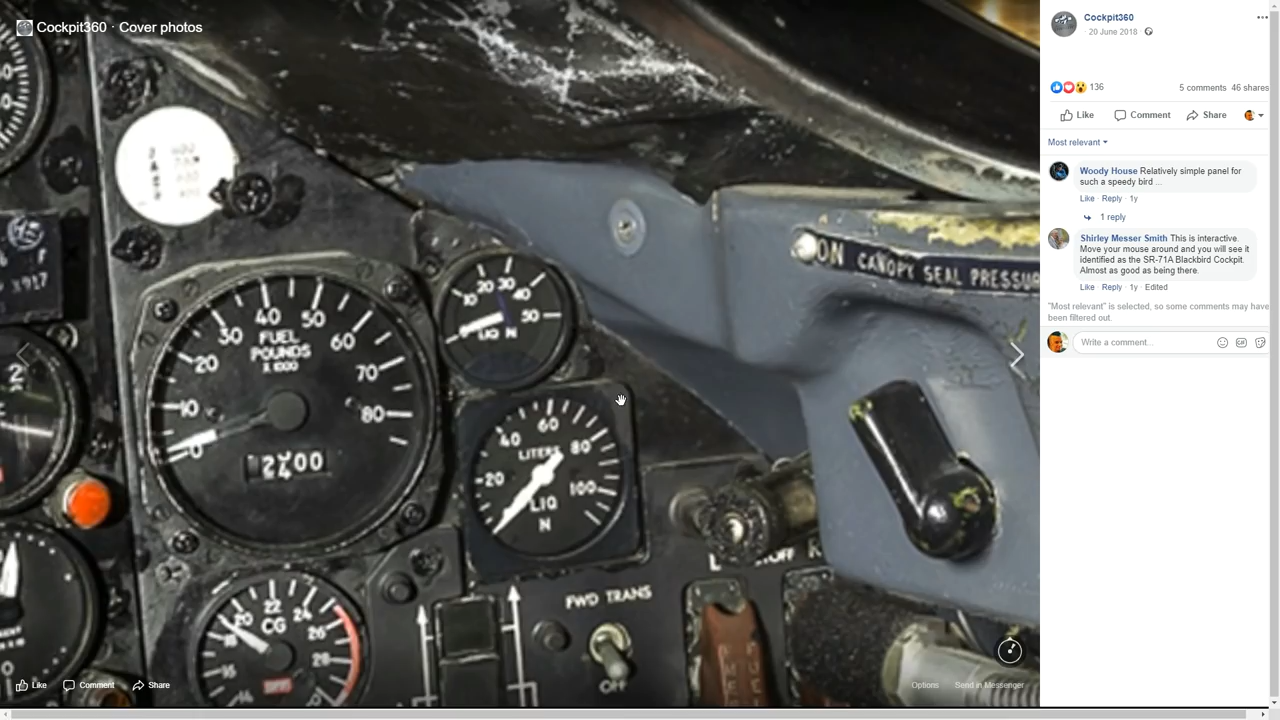 Cockpit360 · Cover photos
X917
10
20
30
40
50
60
70
80
0
FUEL
POUNDS
X 1000
10 20 30 40 50
LIQ N
20 40 60 80 100
LITERS
LIQ
N
20 22 24 26 28
CG
FWD TRANS
OFF
ON CANOPY SEAL PRESSU
Like
Comment
Share
Options
Send in Messenger
Cockpit360
· 20 June 2018 ·
136
5 comments 46 shares
Like
Comment
Share
Most relevant
Woody House Relatively simple panel for
such a speedy bird ...
Like · Reply · 1y
1 reply
Shirley Messer Smith This is interactive.
Move your mouse around and you will see it
identified as the SR-71A Blackbird Cockpit.
Almost as good as being there.
Like · Reply · 1y · Edited
"Most relevant" is selected, so some comments may have
been filtered out.
Write a comment...